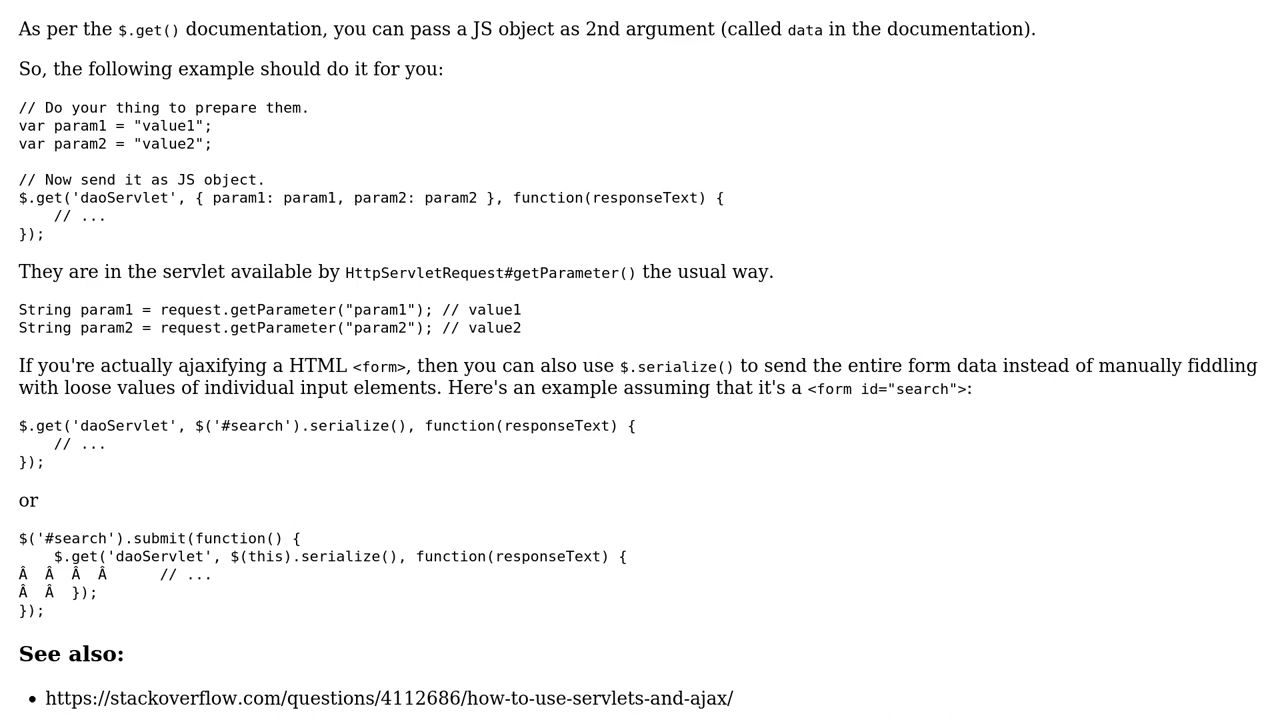 As per the $.get() documentation, you can pass a JS object as 2nd argument (called data in the documentation).
So, the following example should do it for you:
// Do your thing to prepare them.
var param1 = "value1";
var param2 = "value2";
// Now send it as JS object.
$.get('daoServlet', { param1: param1, param2: param2 }, function(responseText) {
    // ...
});
They are in the servlet available by HttpServletRequest#getParameter() the usual way.
String param1 = request.getParameter("param1"); // value1
String param2 = request.getParameter("param2"); // value2
If you're actually ajaxifying a HTML <form>, then you can also use $.serialize() to send the entire form data instead of manually fiddling
with loose values of individual input elements. Here's an example assuming that it's a <form id="search">:
$.get('daoServlet', $('#search').serialize(), function(responseText) {
    // ...
});
or
$('#search').submit(function() {
    $.get('daoServlet', $(this).serialize(), function(responseText) {
Â  Â  Â  Â      // ...
Â  Â  });
});
See also:
• https://stackoverflow.com/questions/4112686/how-to-use-servlets-and-ajax/